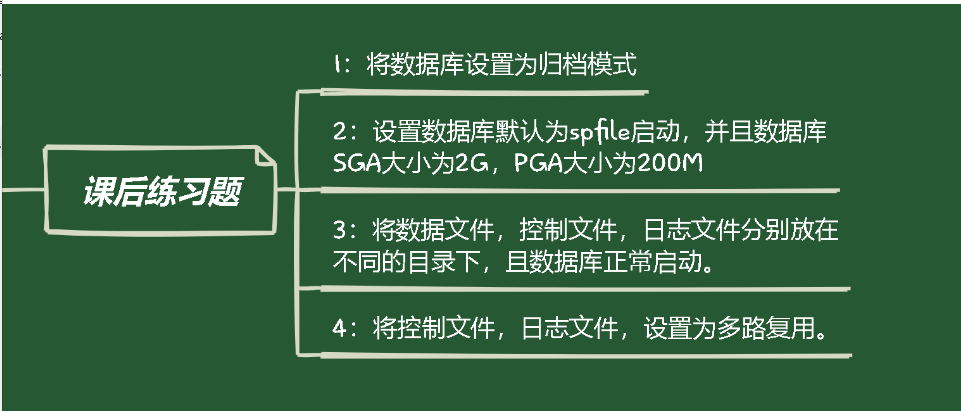 课后练习题
1：将数据库设置为归档模式
2：设置数据库默认为spfile启动，并且数据库
SGA大小为2G，PGA大小为200M
3：将数据文件，控制文件，日志文件分别放在
不同的目录下，且数据库正常启动。
4：将控制文件，日志文件，设置为多路复用。